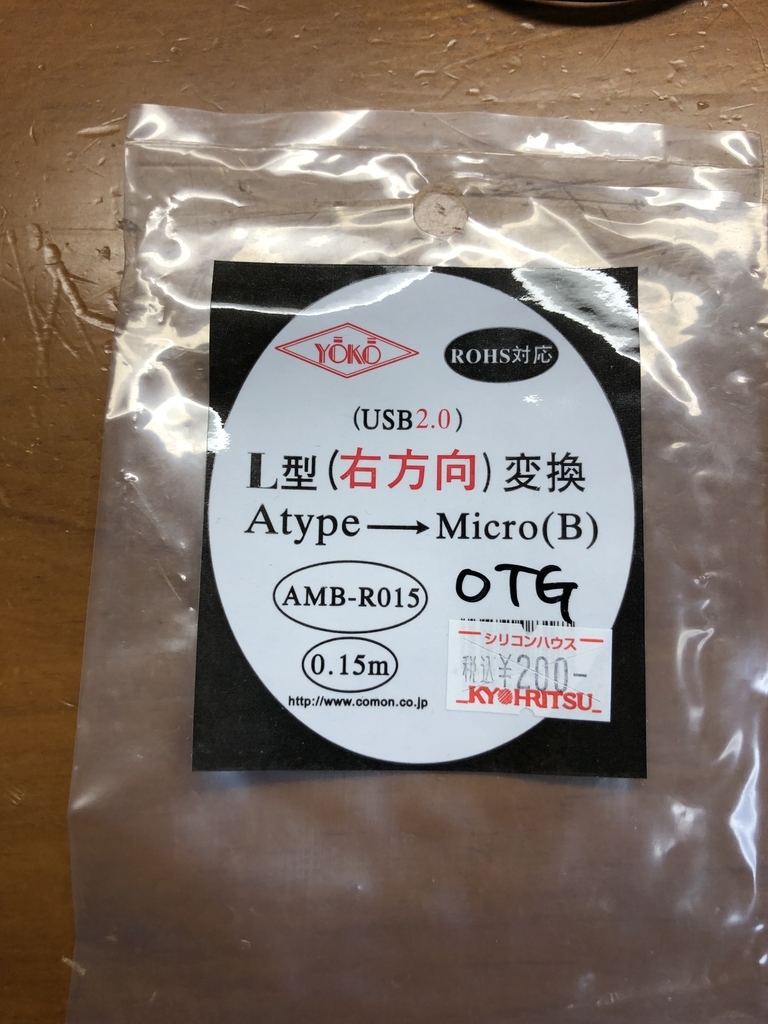 YŌKŌ
ROHS対応
(USB2.0)
L型(右方向)変換
Atype→Micro(B)
AMB-R015
OTG
0.15m
シリコンハウス
税込¥200-
KYOHRITSU
http://www.comon.co.jp